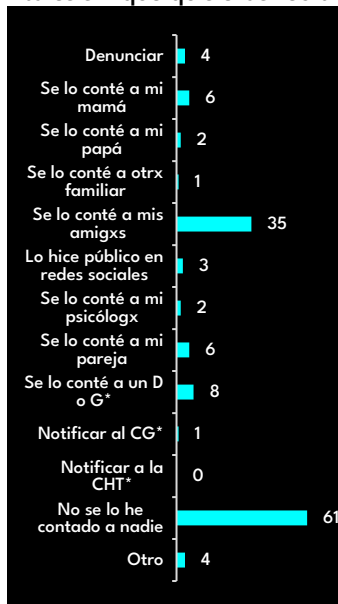 Denunciar 4
Se lo conté a mi
mamá 6
Se lo conté a mi
papá 2
Se lo conté a otrx
familiar 1
Se lo conté a mis
amigxs 35
Lo hice público en
redes sociales 3
Se lo conté a mi
psicólogx 2
Se lo conté a mi
pareja 6
Se lo conté a un D
o G* 8
Notificar al CG* 1
Notificar a la
CHT* 0
No se lo he
contado a nadie 61
Otro 4